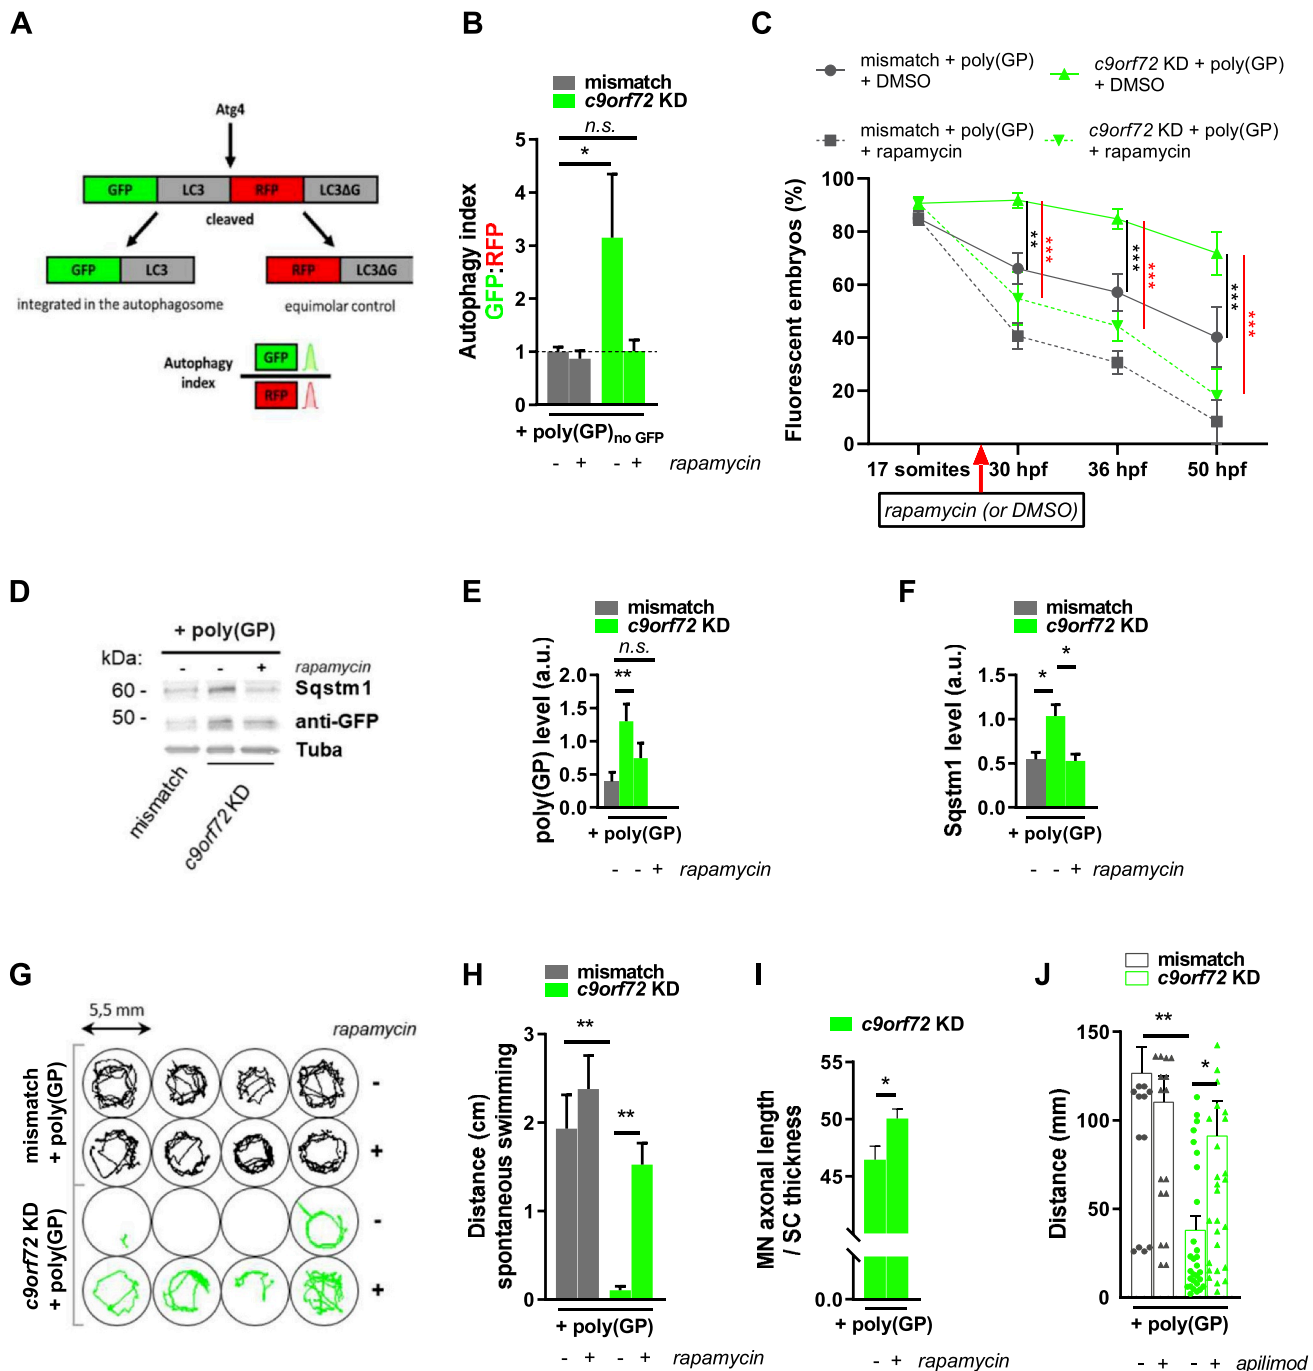 A
Atg4
GFP LC3 RFP LC3ΔG
cleaved
GFP LC3
RFP LC3ΔG
integrated in the autophagosome
equimolar control
Autophagy
index
GFP
RFP
B
mismatch
c9orf72 KD
n.s.
*
Autophagy index
GFP:RFP
5
4
3
2
1
0
+ poly(GP)no GFP
- + - + rapamycin
C
mismatch + poly(GP)
+ DMSO
c9orf72 KD + poly(GP)
+ DMSO
mismatch + poly(GP)
+ rapamycin
c9orf72 KD + poly(GP)
+ rapamycin
Fluorescent embryos (%)
100
80
60
40
20
0
** *** *** *** *** ***
17 somites 30 hpf 36 hpf 50 hpf
rapamycin (or DMSO)
D
+ poly(GP)
kDa:
- - + rapamycin
60 - Sqstm1
50 - anti-GFP
Tuba
mismatch
c9orf72 KD
E
mismatch
c9orf72 KD
n.s.
**
poly(GP) level (a.u.)
2.0
1.5
1.0
0.5
0.0
+ poly(GP)
- - + rapamycin
F
mismatch
c9orf72 KD
*
*
Sqstm1 level (a.u.)
1.5
1.0
0.5
0.0
+ poly(GP)
- - + rapamycin
G
5,5 mm
rapamycin
mismatch
+ poly(GP)
-
+
c9orf72 KD
+ poly(GP)
-
+
H
mismatch
c9orf72 KD
**
**
Distance (cm)
spontaneous swimming
3
2
1
0
+ poly(GP)
- + - + rapamycin
I
c9orf72 KD
*
MN axonal length
/ SC thickness
55
50
45
0.0
+ poly(GP)
- + rapamycin
J
mismatch
c9orf72 KD
**
*
Distance (mm)
150
100
50
0
+ poly(GP)
- + - + apilimod